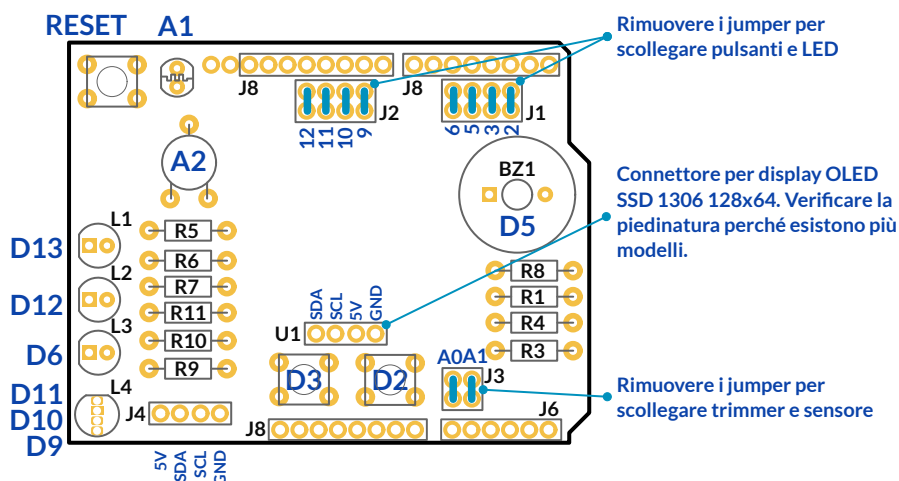 RESET A1
Rimuovere i jumper per
scollegare pulsanti e LED
J8
J2
J8
J1
12
11
10
9
6
5
3
2
A2
BZ1
D5
Connettore per display OLED
SSD 1306 128x64. Verificare la
piedinatura perché esistono più
modelli.
L1
D13
R5
L2
R6
R7
D12
R11
L3
R10
D6
R9
L4
D11
D10
D9
J4
5V
SDA
SCL
GND
SDA
SCL
5V
GND
U1
D3
D2
R8
R1
R4
R3
A0A1
J3
J8
J6
Rimuovere i jumper per
scollegare trimmer e sensore